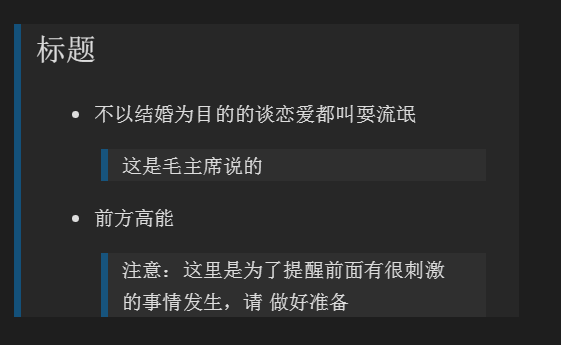 标题
不以结婚为目的的谈恋爱都叫耍流氓
这是毛主席说的
前方高能
注意：这里是为了提醒前面有很刺激
的事情发生，请 做好准备